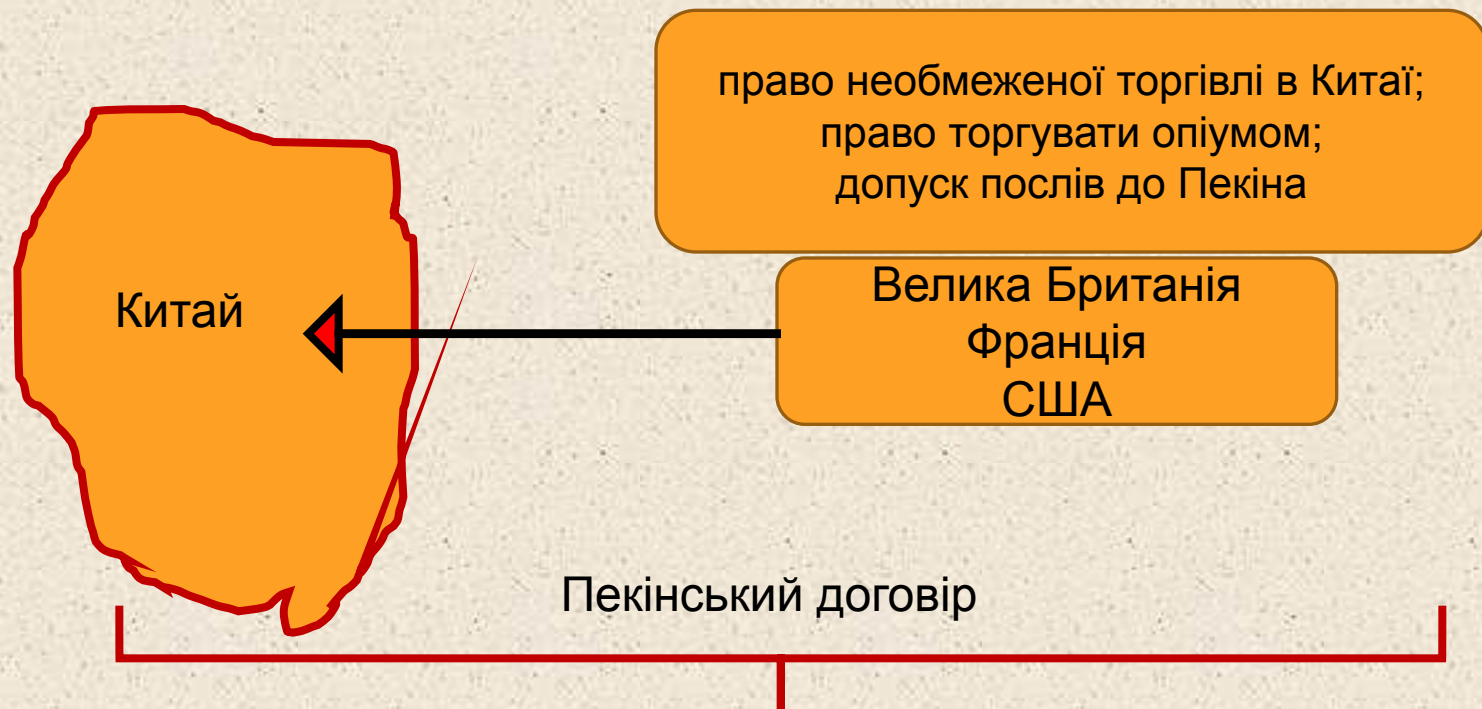 право необмеженої торгівлі в Китаї;
право торгувати опіумом;
допуск послів до Пекіна
Китай
Велика Британія
Франція
США
Пекінський договір